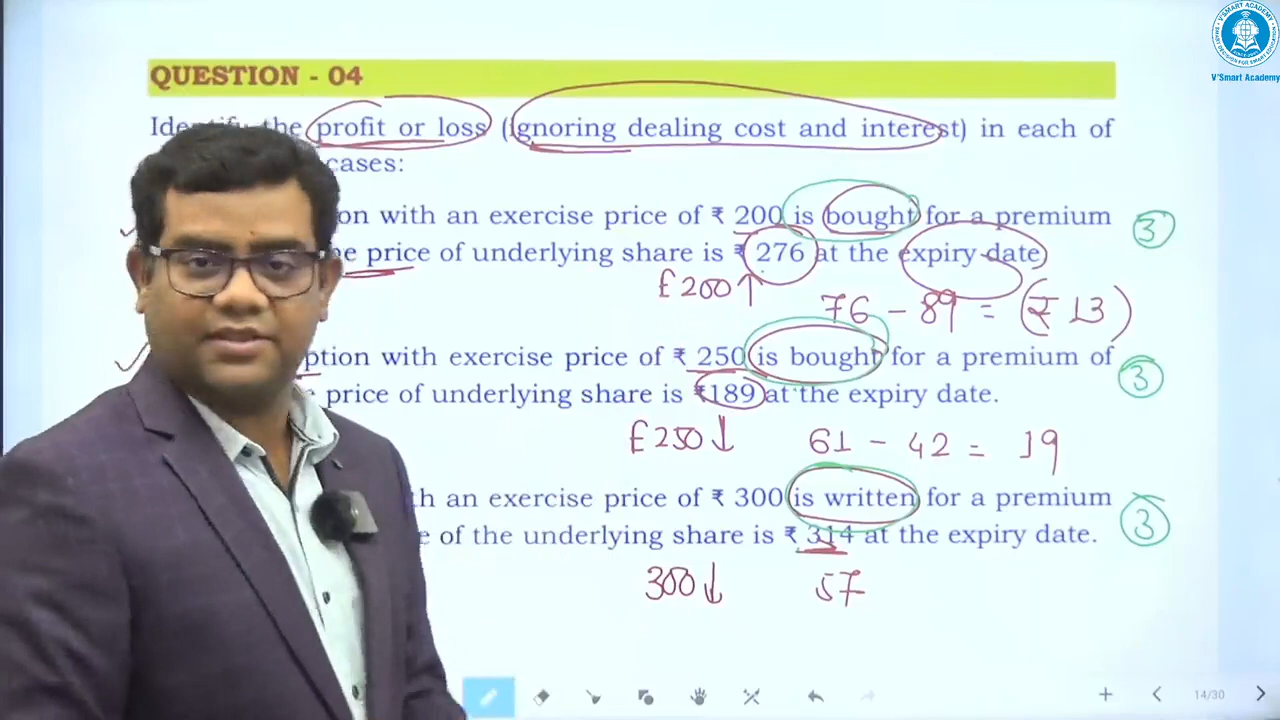 V'SMART ACADEMY
V'Smart Academy
QUESTION - 04
the profit or loss (ignoring dealing cost and interest) in each of
cases:
with an exercise price of ₹ 200 is bought for a premium
price of underlying share is ₹ 276 at the expiry date
3
£200↑
76 - 89 = (₹ 13)
with exercise price of ₹ 250 is bought for a premium of
price of underlying share is ₹189 at the expiry date.
3
£250↓ 61 - 42 = 19
an exercise price of ₹ 300 is written for a premium
of the underlying share is ₹ 314 at the expiry date.
3
300↓ 57
14/30